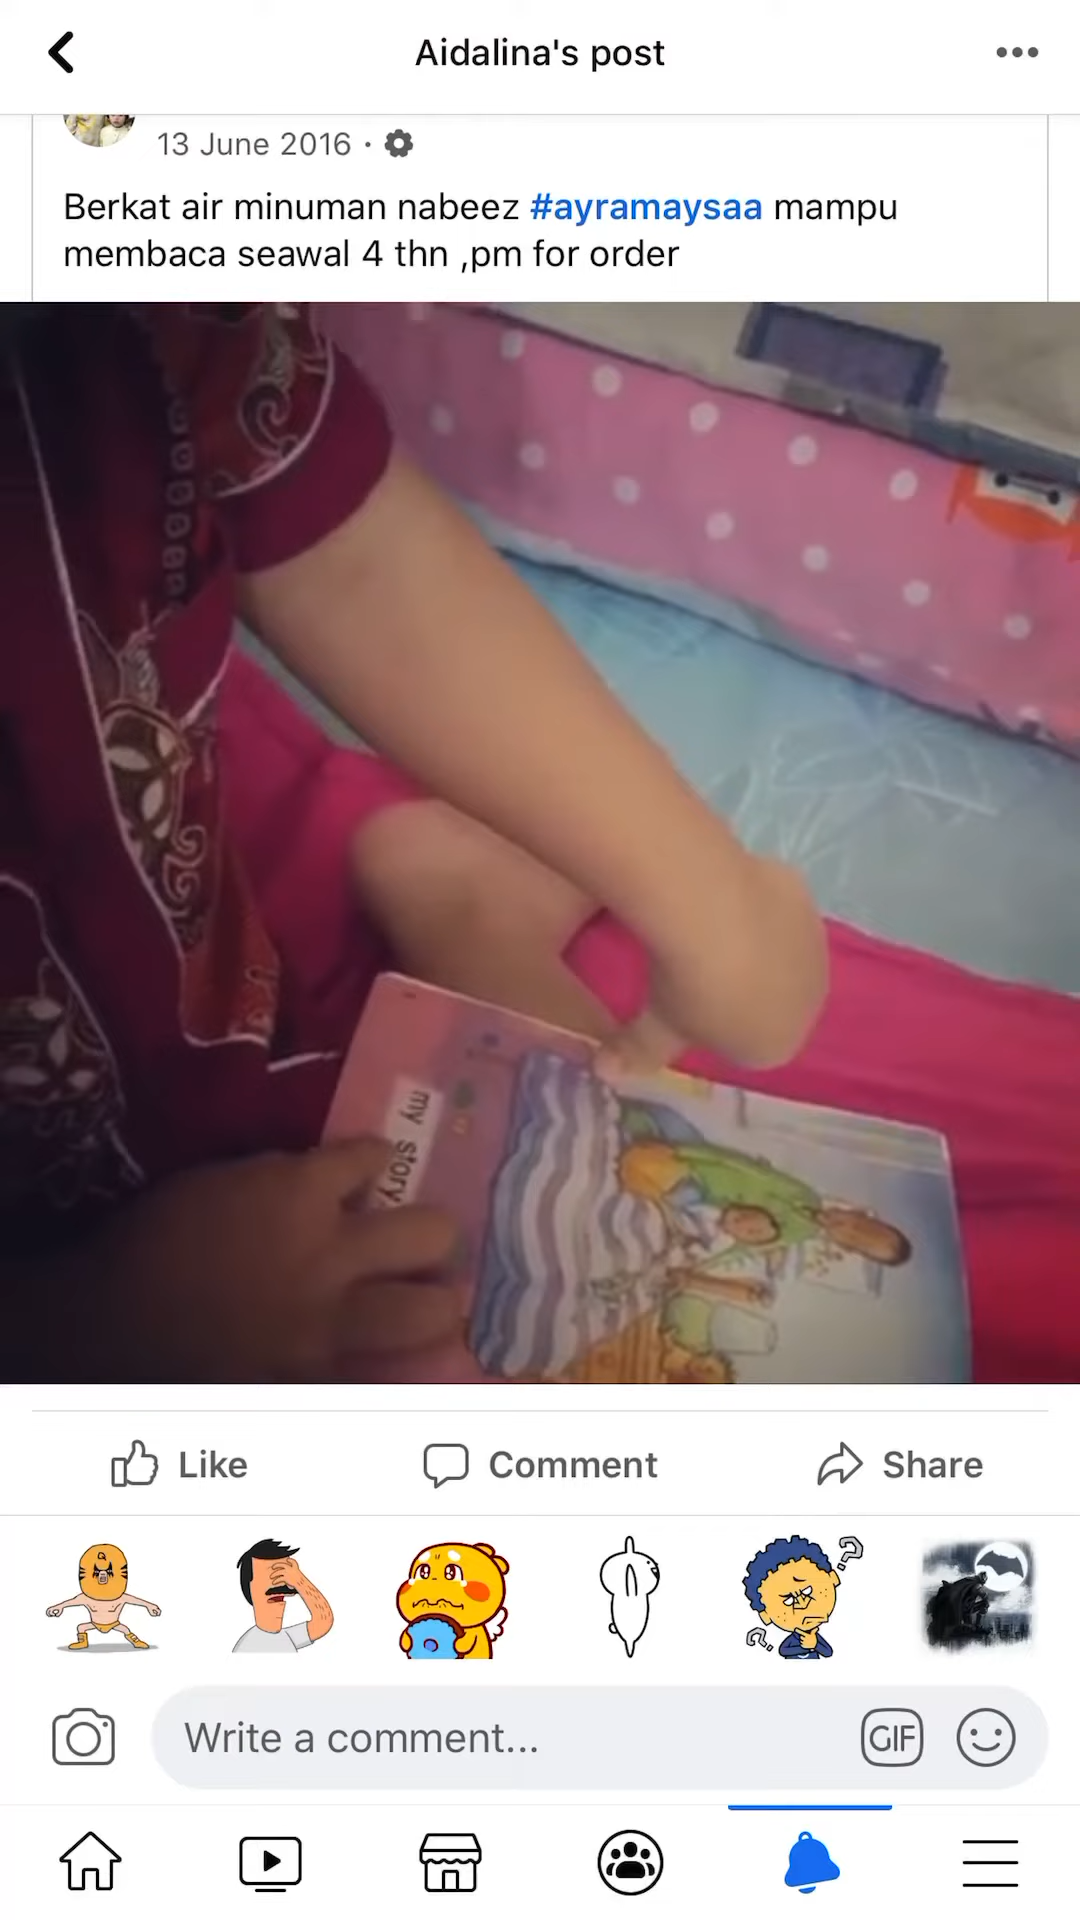 Aidalina's post
13 June 2016 ·
Berkat air minuman nabeez #ayramaysaa mampu
membaca seawal 4 thn ,pm for order
my story
Like
Comment
Share
Write a comment...
GIF